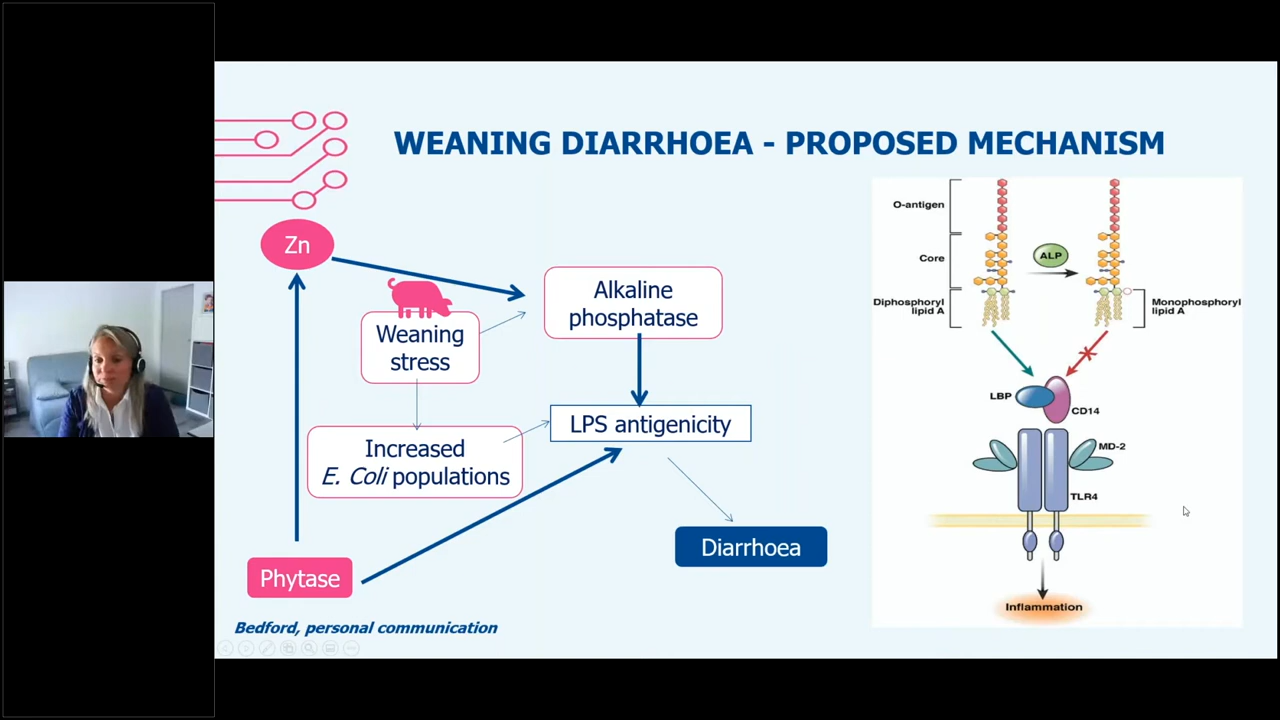 WEANING DIARRHOEA - PROPOSED MECHANISM
Zn
Weaning
stress
Alkaline
phosphatase
Increased
E. Coli populations
LPS antigenicity
Diarrhoea
Phytase
Bedford, personal communication
O-antigen
Core
ALP
Diphosphoryl
lipid A
Monophosphoryl
lipid A
LBP
CD14
MD-2
TLR4
Inflammation